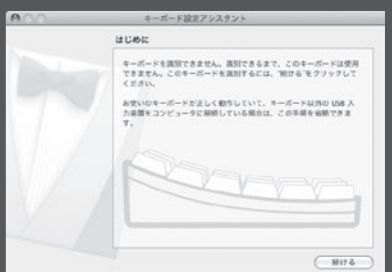 キーボード設定アシスタント
はじめに
キーボードを識別できません。識別できるまで、このキーボードは使用
できません。このキーボードを識別するには、"続ける"をクリックして
ください。
お使いのキーボードが正しく動作していて、キーボード以外の USB 入
力装置をコンピュータに接続している場合は、この手順を省略できま
す。
続ける